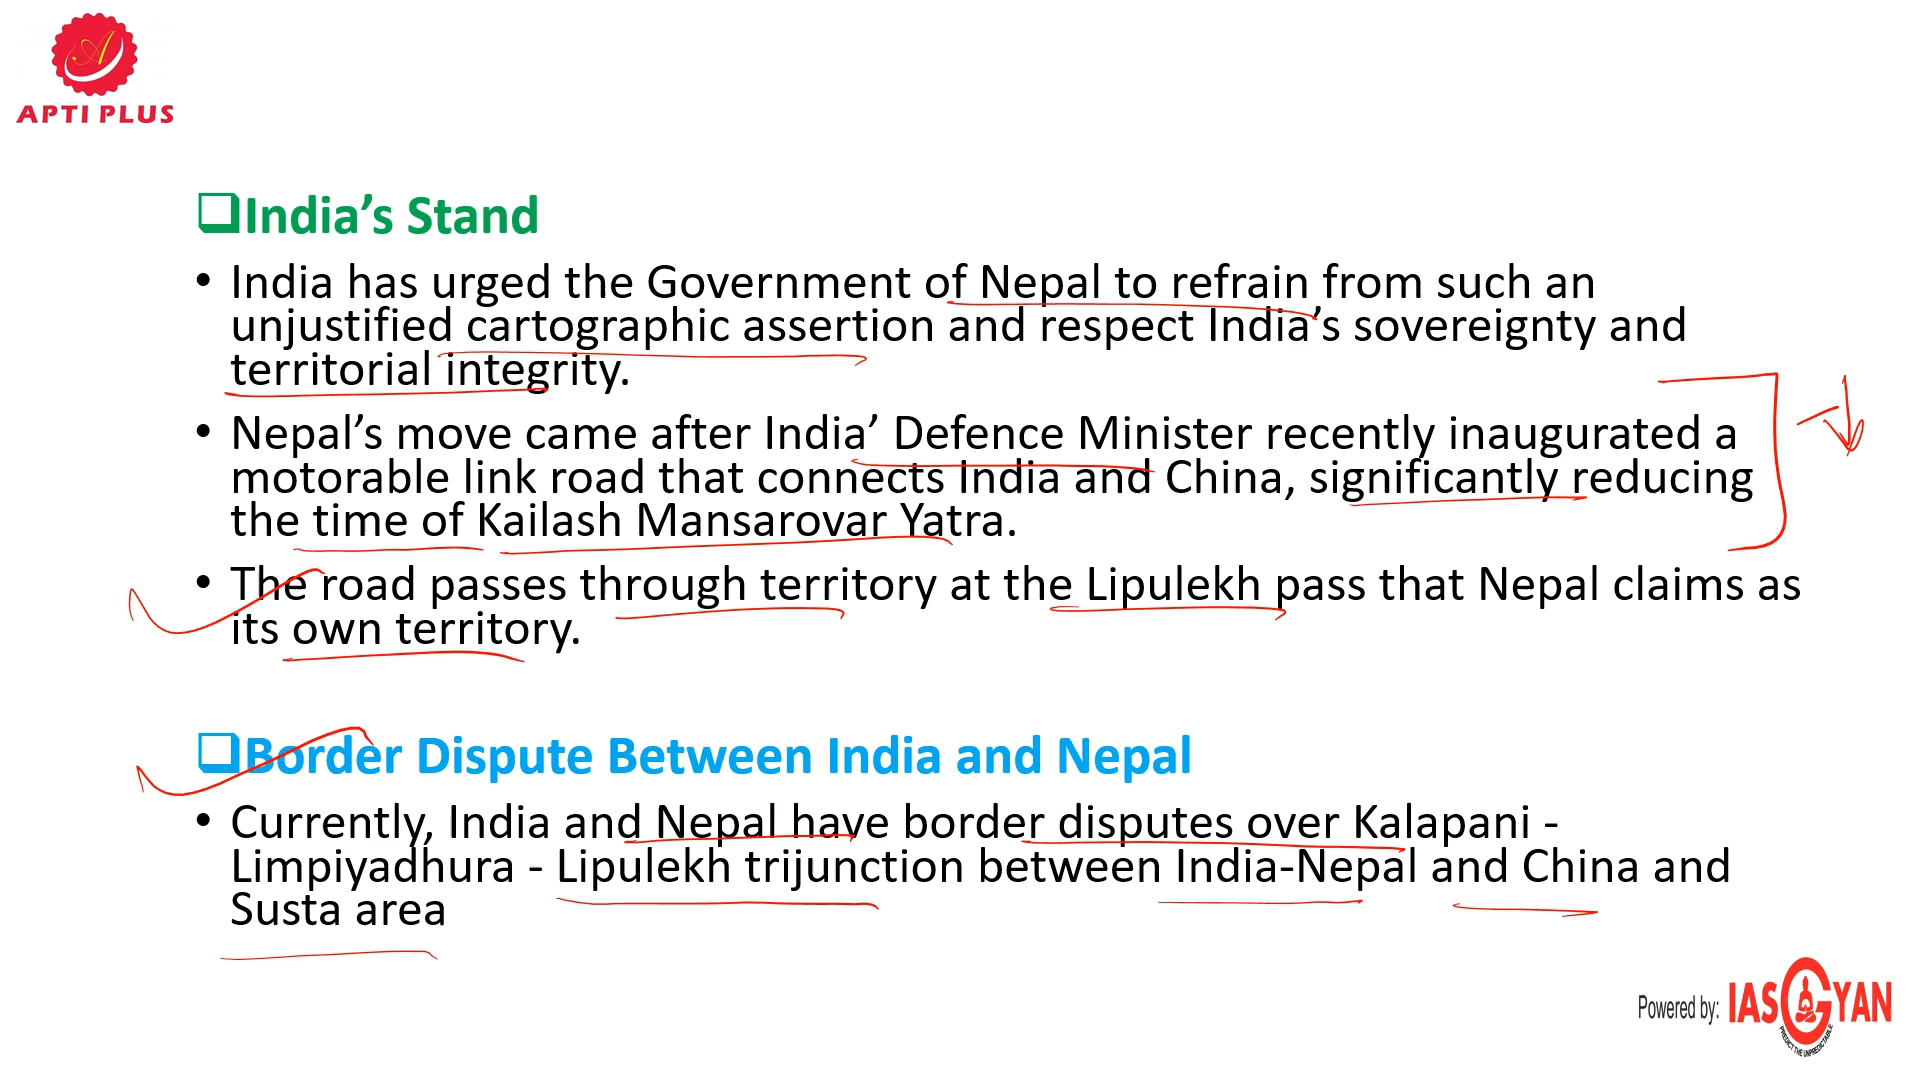 APTI PLUS
India’s Stand
• India has urged the Government of Nepal to refrain from such an
unjustified cartographic assertion and respect India’s sovereignty and
territorial integrity.
• Nepal’s move came after India’ Defence Minister recently inaugurated a
motorable link road that connects India and China, significantly reducing
the time of Kailash Mansarovar Yatra.
• The road passes through territory at the Lipulekh pass that Nepal claims as
its own territory.
Border Dispute Between India and Nepal
• Currently, India and Nepal have border disputes over Kalapani -
Limpiyadhura - Lipulekh trijunction between India-Nepal and China and
Susta area
Powered by: IAS GYAN
PREDICT THE UNPREDICTABLE